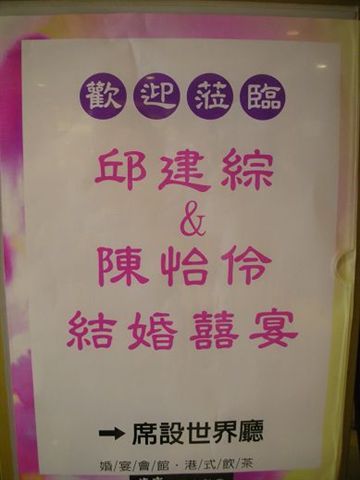 歡迎蒞臨
邱建綜
&
陳怡伶
結婚囍宴
→席設世界廳
婚宴會館·港式飲茶